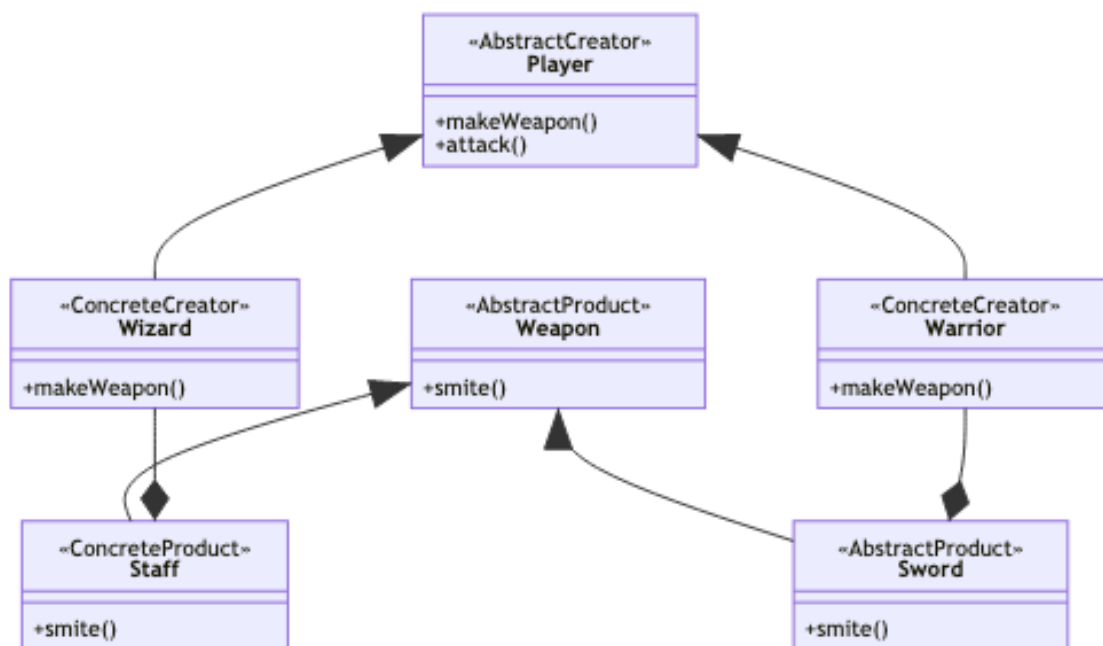 «AbstractCreator»
Player
+makeWeapon()
+attack()
«ConcreteCreator»
Wizard
+makeWeapon()
«AbstractProduct»
Weapon
+smite()
«ConcreteCreator»
Warrior
+makeWeapon()
«ConcreteProduct»
Staff
+smite()
«AbstractProduct»
Sword
+smite()